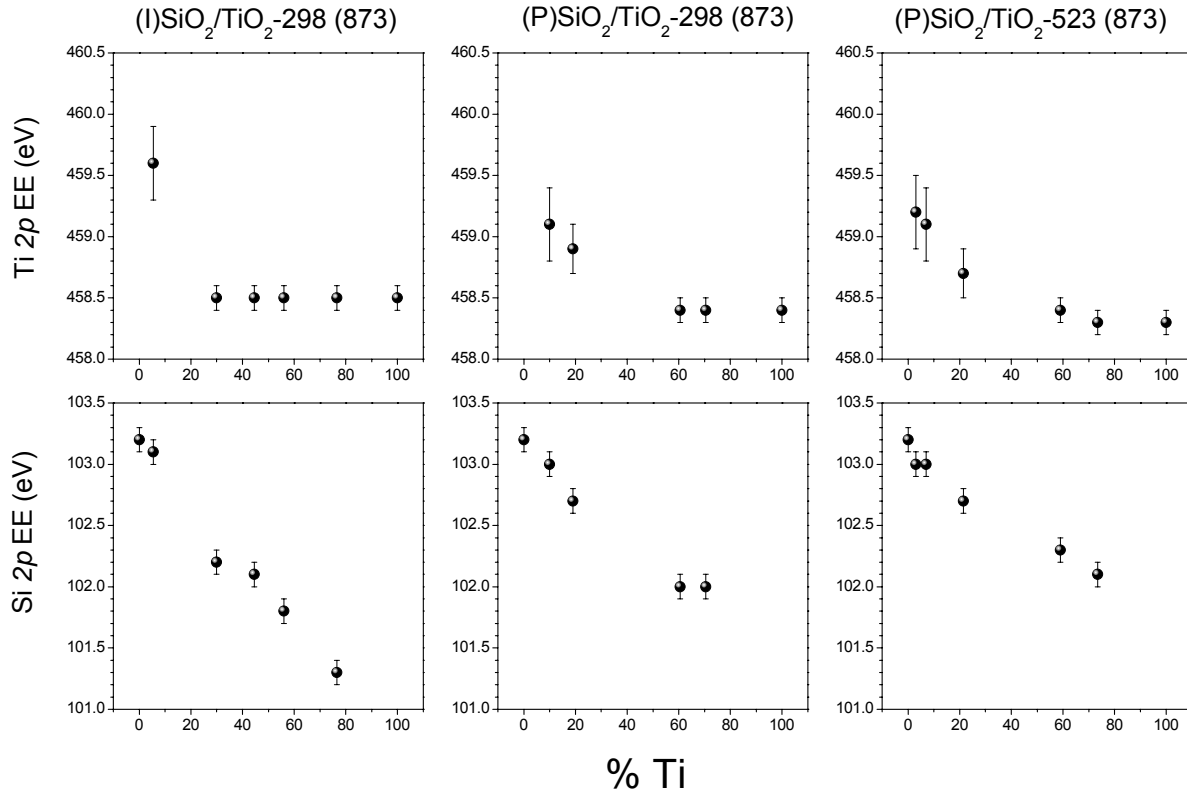 (I)SiO₂/TiO₂-298 (873) (P)SiO₂/TiO₂-298 (873) (P)SiO₂/TiO₂-523 (873)
Ti 2p EE (eV)
460.5 460.5 460.5
460.0 460.0 460.0
459.5 459.5 459.5
459.0 459.0 459.0
458.5 458.5 458.5
458.0 458.0 458.0
0 20 40 60 80 100 0 20 40 60 80 100 0 20 40 60 80 100
Si 2p EE (eV)
103.5 103.5 103.5
103.0 103.0 103.0
102.5 102.5 102.5
102.0 102.0 102.0
101.5 101.5 101.5
101.0 101.0 101.0
0 20 40 60 80 100 0 20 40 60 80 100 0 20 40 60 80 100
% Ti